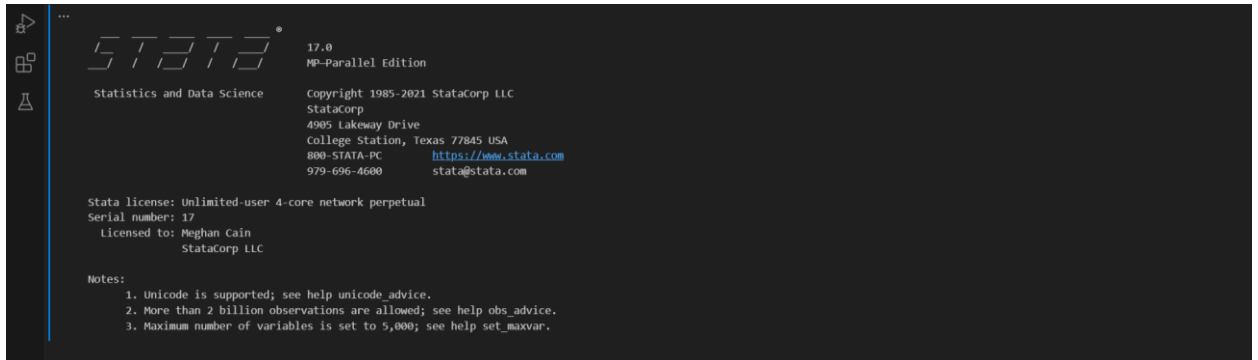 ...
STATA ®
17.0
MP—Parallel Edition
Statistics and Data Science Copyright 1985-2021 StataCorp LLC
StataCorp
4905 Lakeway Drive
College Station, Texas 77845 USA
800-STATA-PC https://www.stata.com
979-696-4600 stata@stata.com
Stata license: Unlimited-user 4-core network perpetual
Serial number: 17
Licensed to: Meghan Cain
StataCorp LLC
Notes:
1. Unicode is supported; see help unicode_advice.
2. More than 2 billion observations are allowed; see help obs_advice.
3. Maximum number of variables is set to 5,000; see help set_maxvar.